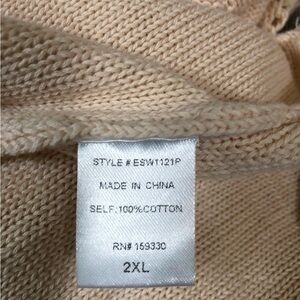 STYLE # ESW1121P
MADE IN CHINA
SELF:100%COTTON
RN# 159330
2XL